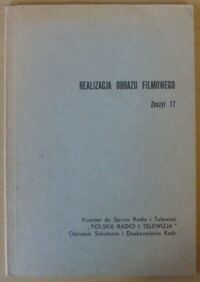 REALIZACJA OBRAZU FILMOWEGO
Zeszyt 17
Komitet do Spraw Radia i Telewizji
„POLSKIE RADIO I TELEWIZJA"
Ośrodek Szkolenia i Doskonalenia Kadr